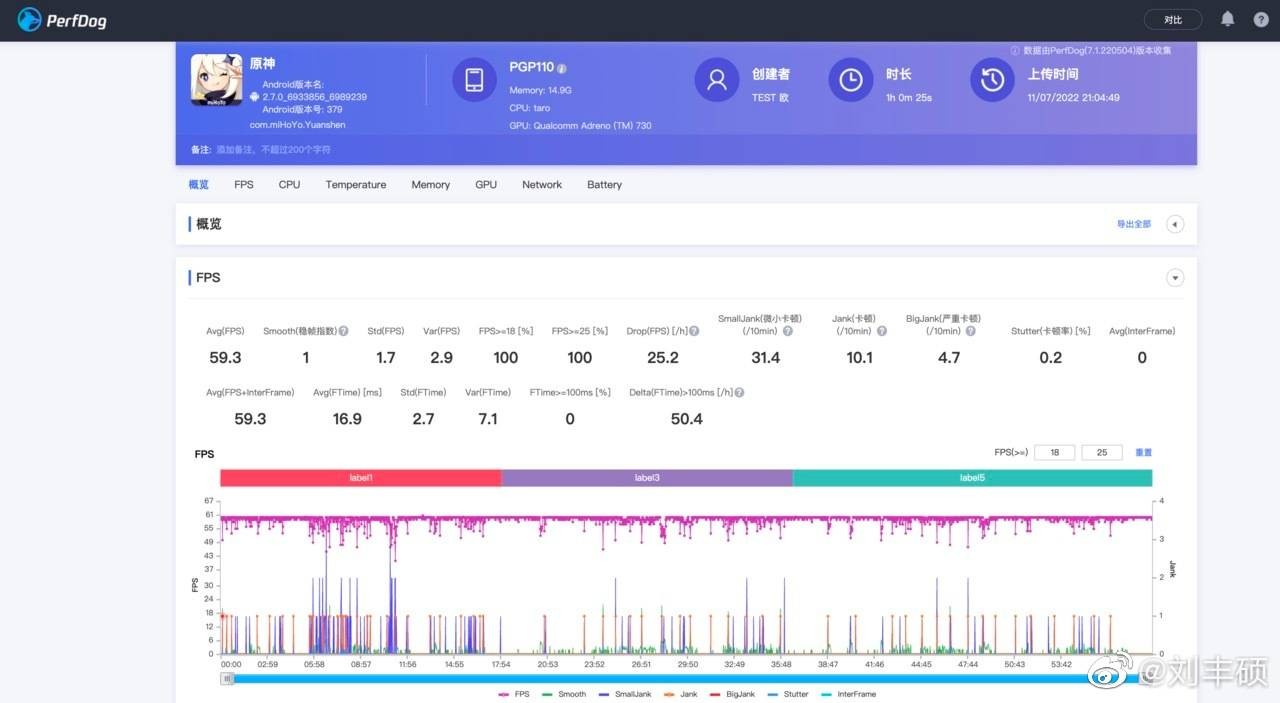 PerfDog
对比
数据由PerfDog(7.1.220504)版本收集
原神
Android版本名:
2.7.0_6933856_6989239
Android版本号: 379
com.miHoYo.Yuanshen
miHoYo
PGP110
Memory: 14.9G
CPU: taro
GPU: Qualcomm Adreno (TM) 730
创建者
TEST 欧
时长
1h 0m 25s
上传时间
11/07/2022 21:04:49
备注: 添加备注，不超过200个字符
概览 FPS CPU Temperature Memory GPU Network Battery
概览
导出全部
FPS
Avg(FPS) Smooth(稳帧指数) Std(FPS) Var(FPS) FPS>=18 [%] FPS>=25 [%] Drop(FPS) [/h] SmallJank(微小卡顿)(/10min) Jank(卡顿)(/10min) BigJank(严重卡顿)(/10min) Stutter(卡顿率) [%] Avg(InterFrame)
59.3 1 1.7 2.9 100 100 25.2 31.4 10.1 4.7 0.2 0
Avg(FPS+InterFrame) Avg(FTime) [ms] Std(FTime) Var(FTime) FTime>=100ms [%] Delta(FTime)>100ms [/h]
59.3 16.9 2.7 7.1 0 50.4
FPS
FPS(>=) 18 25 重置
label1 label3 label5
67
61
55
49
43
37
30
24
18
12
6
0
FPS
4
3
2
1
0
Jank
00:00 02:59 05:58 08:57 11:56 14:55 17:54 20:53 23:52 26:51 29:50 32:49 35:48 38:47 41:46 44:45 47:44 50:43 53:42
FPS Smooth SmallJank Jank BigJank Stutter InterFrame
@刘丰硕